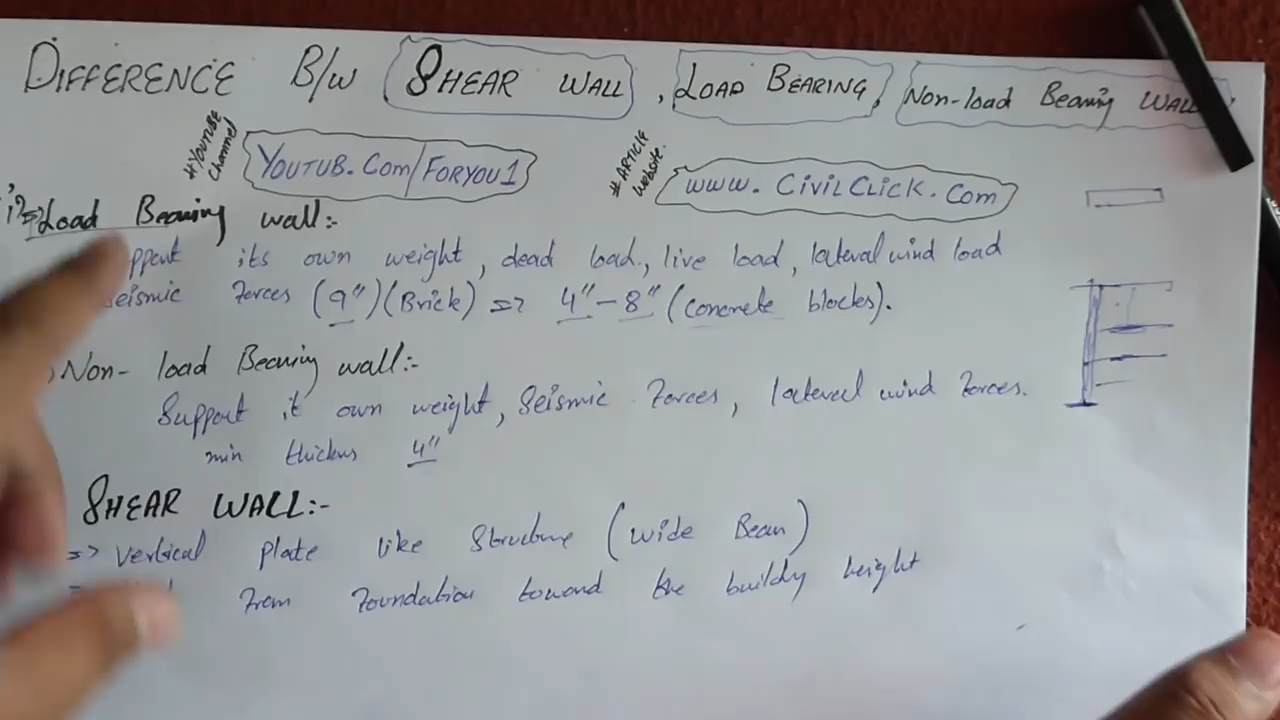 DIFFERENCE B/w SHEAR WALL, LOAD BEARING, Non-load Bearing WALL,
#YOUTUBE Channel
YOUTUB.Com/FORYOU1
#ARTICLE Website.
www.CIVILCLICK.Com
Load Bearing wall:-
its own weight, dead load, live load, lateral wind load
Forces (9")(Brick) => 4"-8" (Concrete blocks).
Non-load Bearing wall:-
Support it own weight, Seismic Forces, lateral wind Forces.
min thicknes 4"
SHEAR WALL:-
=> Vertical plate like Structure (Wide Beam)
From Foundation toward the building height